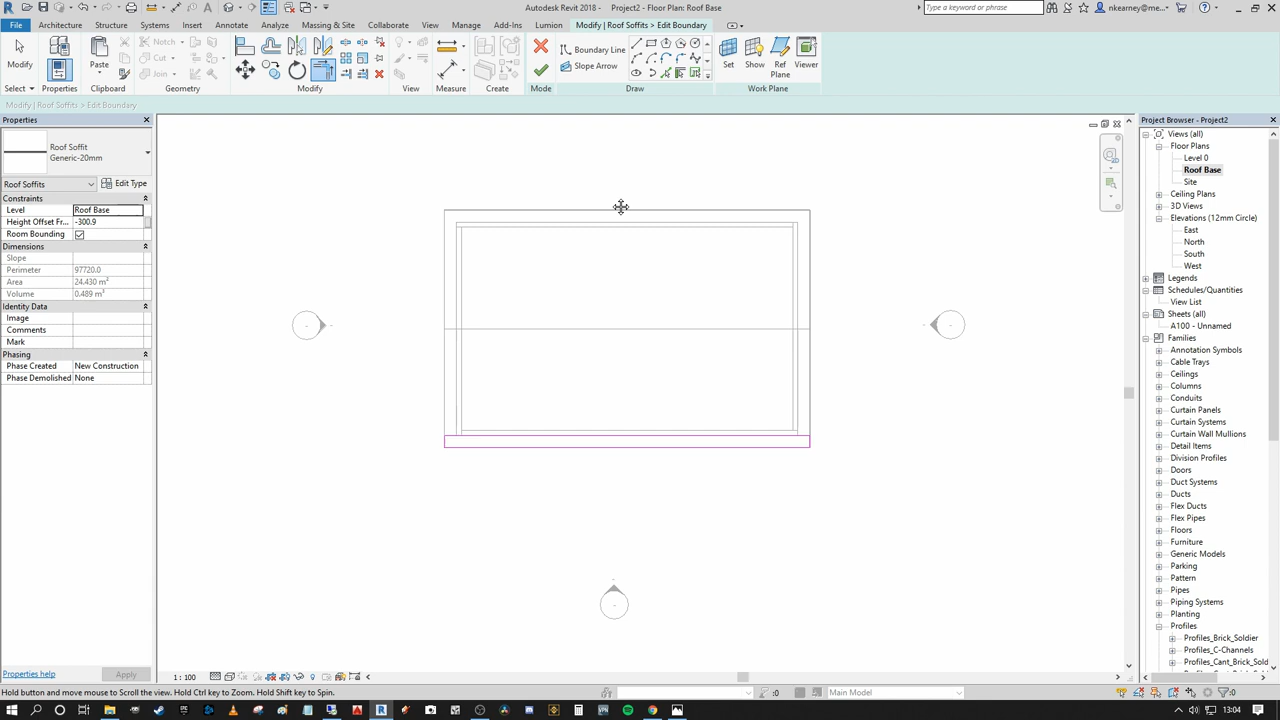 Autodesk Revit 2018 - Floor Plan: Roof Base
Type a keyword or phrase
nkearney@me...
File
Architecture
Structure
Systems
Insert
Annotate
Analyze
Massing & Site
Collaborate
View
Manage
Add-Ins
Lumion
Modify | Roof Soffits > Edit Boundary
Modify
Paste
Cut
Join
Boundary Line
Slope Arrow
Set
Show
Ref
Plane
Viewer
Select
Properties
Clipboard
Geometry
Modify
View
Measure
Create
Mode
Draw
Work Plane
Modify | Roof Soffits > Edit Boundary
Properties
Roof Soffit
Generic-20mm
Roof Soffits
Edit Type
Constraints
Level
Roof Base
Height Offset Fr...
-300.9
Room Bounding
Dimensions
Slope
Perimeter
97720.0
Area
24.430 m²
Volume
0.489 m³
Identity Data
Image
Comments
Mark
Phasing
Phase Created
New Construction
Phase Demolished
None
Properties help
Apply
Project Browser - Project2
Views (all)
Floor Plans
Level 0
Roof Base
Site
Ceiling Plans
3D Views
Elevations (12mm Circle)
East
North
South
West
Legends
Schedules/Quantities
View List
Sheets (all)
A100 - Unnamed
Families
Annotation Symbols
Cable Trays
Ceilings
Columns
Conduits
Curtain Panels
Curtain Systems
Curtain Wall Mullions
Detail Items
Division Profiles
Doors
Duct Systems
Ducts
Flex Ducts
Flex Pipes
Floors
Furniture
Generic Models
Parking
Pattern
Pipes
Piping Systems
Planting
Profiles
Profiles_Brick_Soldier
Profiles_C-Channels
Profiles_Cant_Brick_Sold
1 : 100
Hold button and move mouse to Scroll the view. Hold Ctrl key to Zoom. Hold Shift key to Spin.
:0
Main Model
:0
13:04